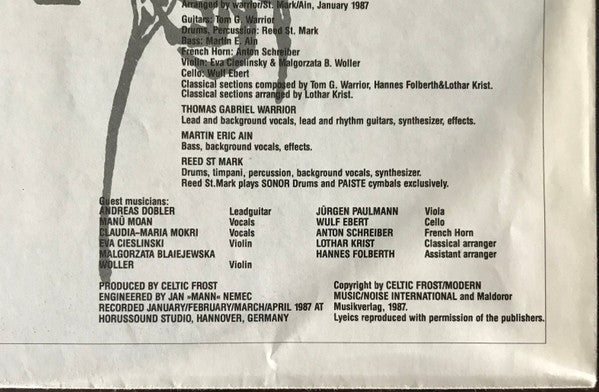 Arranged by warrior/St. Mark/Ain, January 1987
Guitars: Tom G. Warrior
Drums, Percussion: Reed St. Mark
Bass: Martin E. Ain
French Horn: Anton Schreiber
Violin: Eva Cieslinsky & Malgorzata B. Woller
Cello: Wulf Ebert
Classical sections composed by Tom G. Warrior, Hannes Folberth&Lothar Krist.
Classical sections arranged by Lothar Krist.
THOMAS GABRIEL WARRIOR
Lead and background vocals, lead and rhythm guitars, synthesizer, effects.
MARTIN ERIC AIN
Bass, background vocals, effects.
REED ST MARK
Drums, timpani, percussion, background vocals, synthesizer.
Reed St.Mark plays SONOR Drums and PAISTE cymbals exclusively.
Guest musicians:
ANDREAS DOBLER Leadguitar
MANÜ MOAN Vocals
CLAUDIA-MARIA MOKRI Vocals
EVA CIESLINSKI Violin
MALGORZATA BLAIEJEWSKA
WOLLER Violin
JÜRGEN PAULMANN Viola
WULF EBERT Cello
ANTON SCHREIBER French Horn
LOTHAR KRIST Classical arranger
HANNES FOLBERTH Assistant arranger
PRODUCED BY CELTIC FROST
ENGINEERED BY JAN »MANN« NEMEC
RECORDED JANUARY/FEBRUARY/MARCH/APRIL 1987 AT
HORUSSOUND STUDIO, HANNOVER, GERMANY
Copyright by CELTIC FROST/MODERN
MUSIC/NOISE INTERNATIONAL and Maldoror
Musikverlag, 1987.
Lyeics reproduced with permission of the publishers.